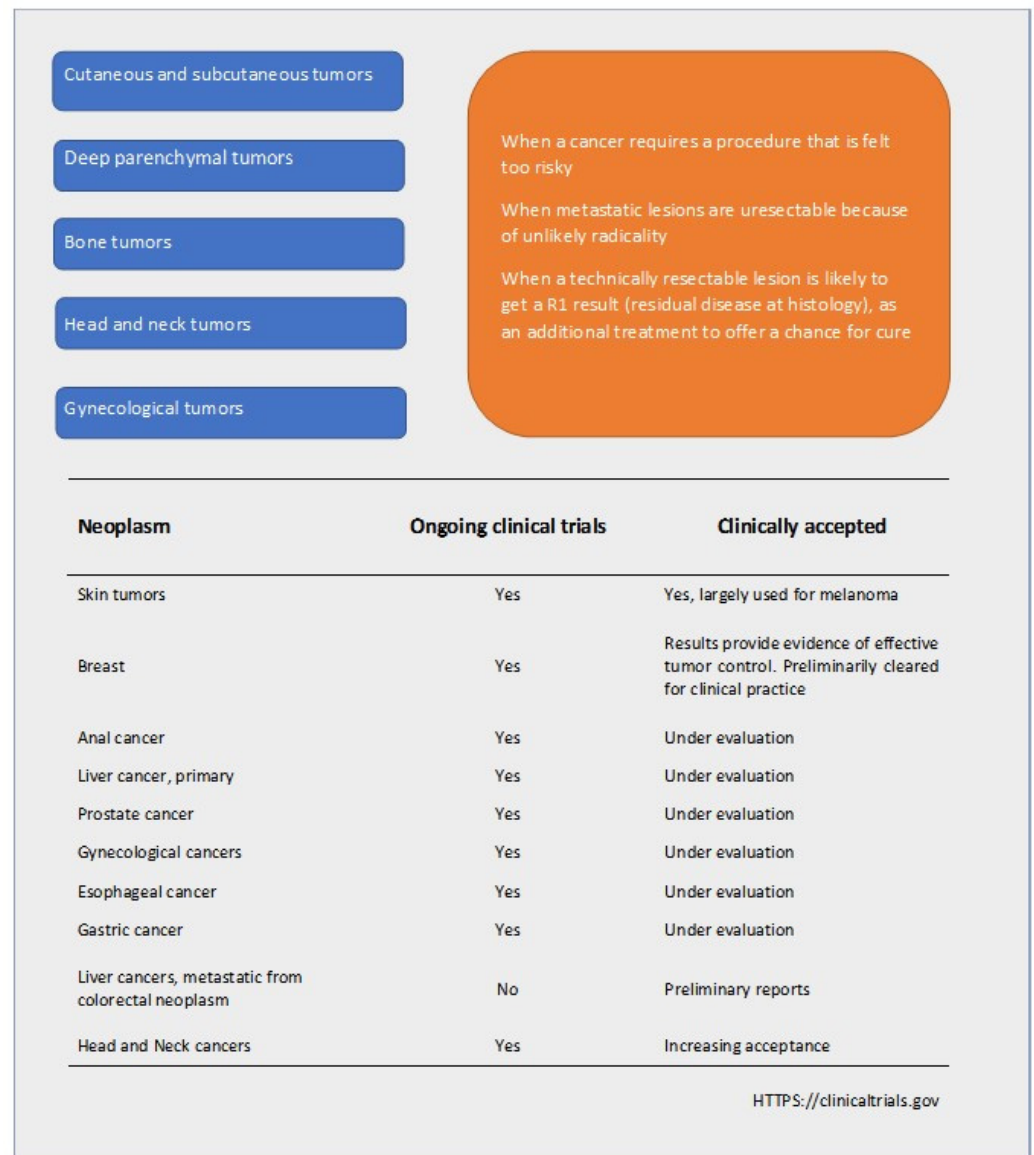 Cutaneous and subcutaneous tumors
Deep parenchymal tumors
Bone tumors
Head and neck tumors
Gynecological tumors
When a cancer requires a procedure that is felt
too risky
When metastatic lesions are uresectable because
of unlikely radicality
When a technically resectable lesion is likely to
get a R1 result (residual disease at histology), as
an additional treatment to offer a chance for cure
Neoplasm Ongoing clinical trials Clinically accepted
Skin tumors Yes Yes, largely used for melanoma
Breast Yes Results provide evidence of effective
tumor control. Preliminarily cleared
for clinical practice
Anal cancer Yes Under evaluation
Liver cancer, primary Yes Under evaluation
Prostate cancer Yes Under evaluation
Gynecological cancers Yes Under evaluation
Esophageal cancer Yes Under evaluation
Gastric cancer Yes Under evaluation
Liver cancers, metastatic from
colorectal neoplasm No Preliminary reports
Head and Neck cancers Yes Increasing acceptance
HTTPS://clinicaltrials.gov